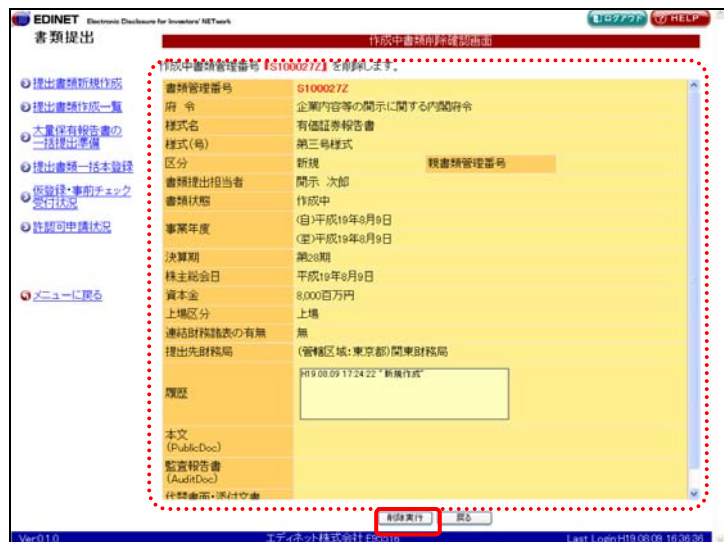 EDINET Electronic Disclosure for Investors' NETwork
ログアウト HELP
書類提出
作成中書類削除確認画面
作成中書類管理番号『S100027Z』を削除します。
提出書類新規作成
提出書類作成一覧
大量保有報告書の
一括提出準備
提出書類一括本登録
仮登録・事前チェック
受付状況
許認可申請状況
メニューに戻る
書類管理番号 S100027Z
府 令 企業内容等の開示に関する内閣府令
様式名 有価証券報告書
様式(号) 第三号様式
区分 新規 親書類管理番号
書類提出担当者 開示 次郎
書類状態 作成中
事業年度 (自)平成19年8月9日
(至)平成19年8月9日
決算期 第28期
株主総会日 平成19年8月9日
資本金 8,000百万円
上場区分 上場
連結財務諸表の有無 無
提出先財務局 (管轄区域:東京都)関東財務局
履歴 H19.08.09 17:24:22 "新規作成"
本文
(PublicDoc)
監査報告書
(AuditDoc)
代替書面・添付文書
削除実行 戻る
Ver.0.1.0 エディネット株式会社 Last Login:H19.08.09 16:36:36